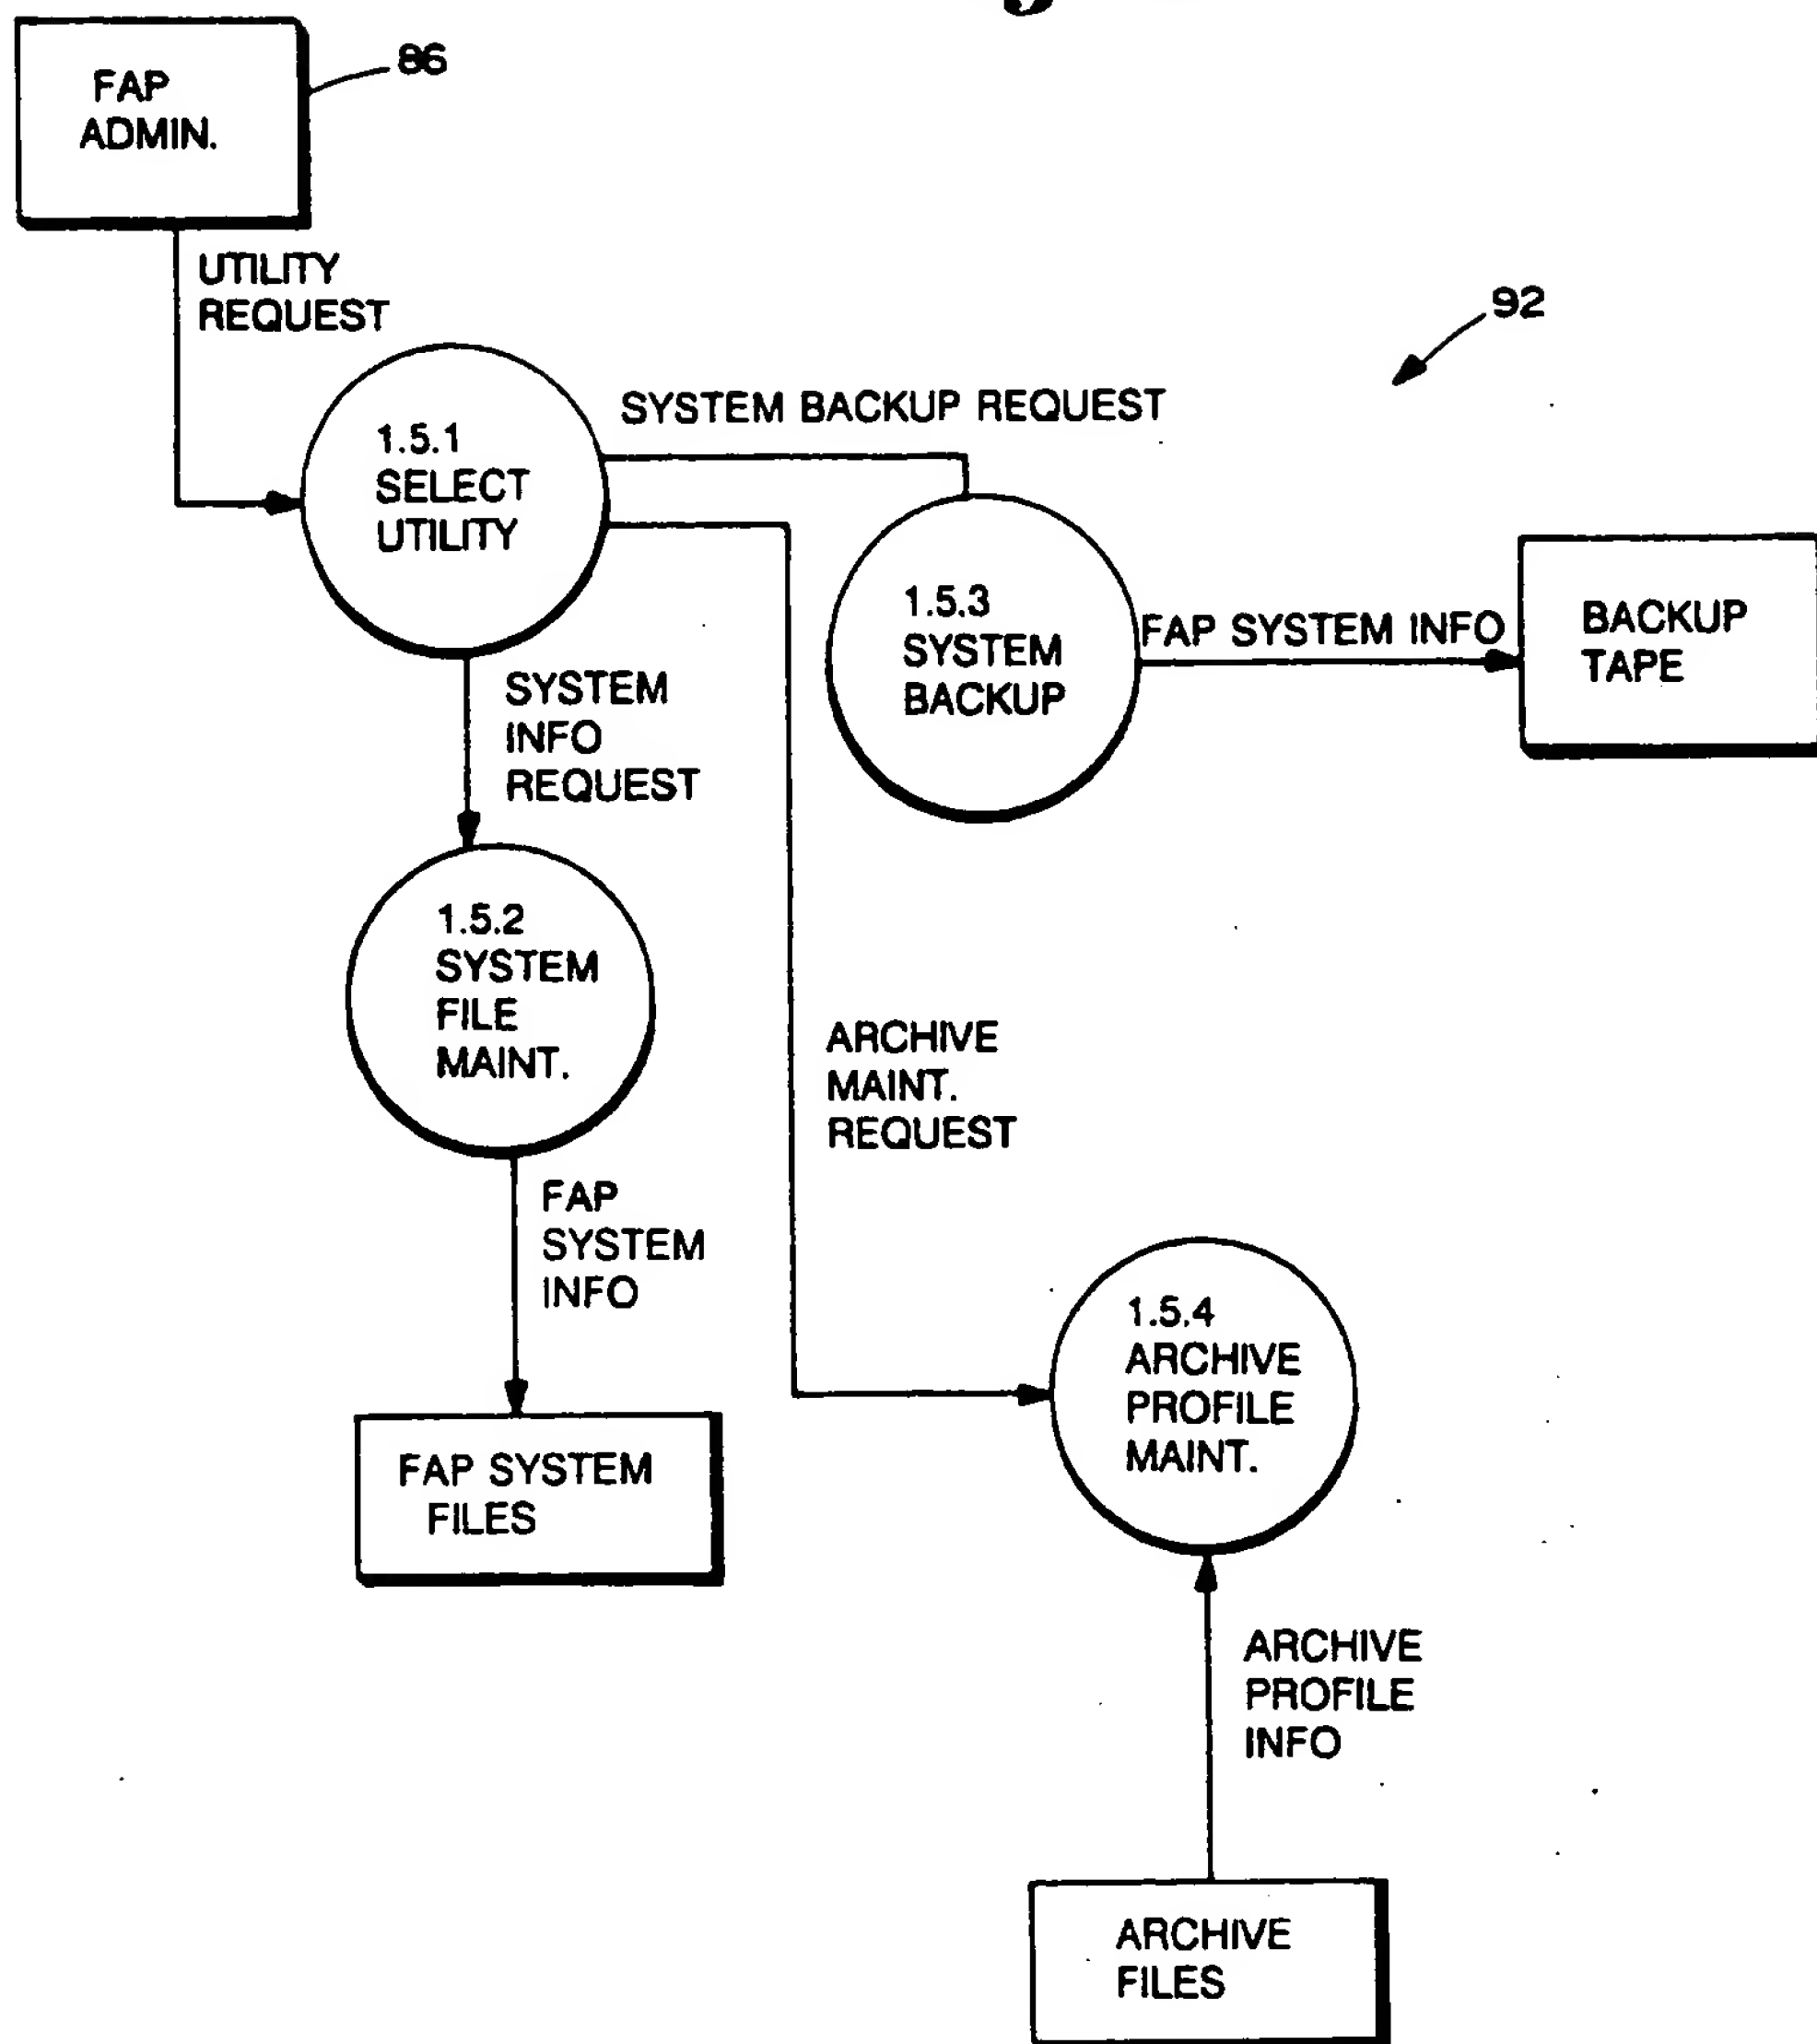 FAP
ADMIN.
86
UTILITY
REQUEST
92
SYSTEM BACKUP REQUEST
1.5.1
SELECT
UTILITY
1.5.3
SYSTEM
BACKUP
FAP SYSTEM INFO
BACKUP
TAPE
SYSTEM
INFO
REQUEST
1.5.2
SYSTEM
FILE
MAINT.
ARCHIVE
MAINT.
REQUEST
FAP
SYSTEM
INFO
1.5.4
ARCHIVE
PROFILE
MAINT.
FAP SYSTEM
FILES
ARCHIVE
PROFILE
INFO
ARCHIVE
FILES